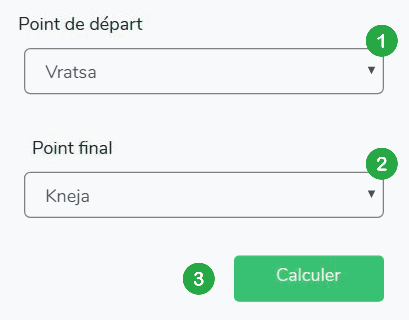 Point de départ
1
Vratsa
Point final
2
Kneja
3 Calculer